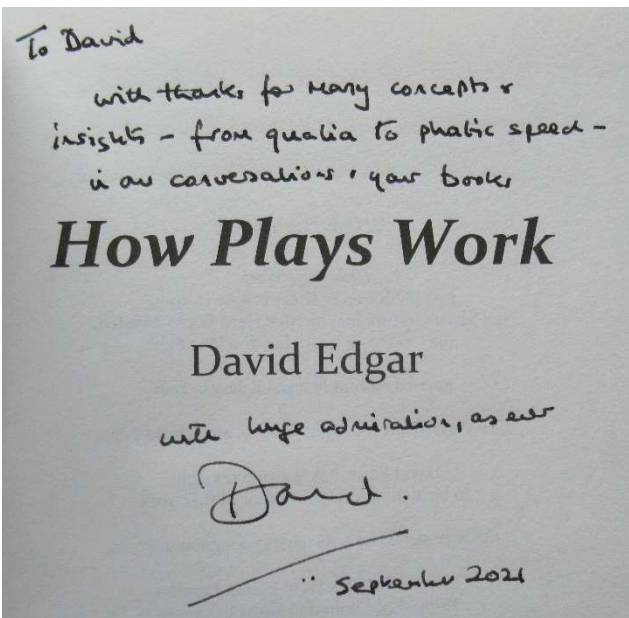 To David
with thanks for many concepts &
insights – from qualia to phatic speech –
in our conversations & your books
How Plays Work
David Edgar
with huge admiration, as ever
David.
September 2021